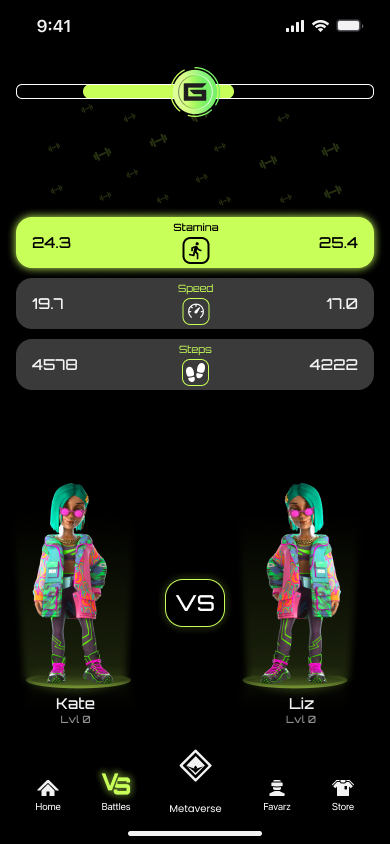 9:41
G
Stamina
24.3 25.4
Speed
19.7 17.0
Steps
4578 4222
VS
Kate Liz
Lvl 0 Lvl 0
VS
Home Battles Metaverse Favarz Store